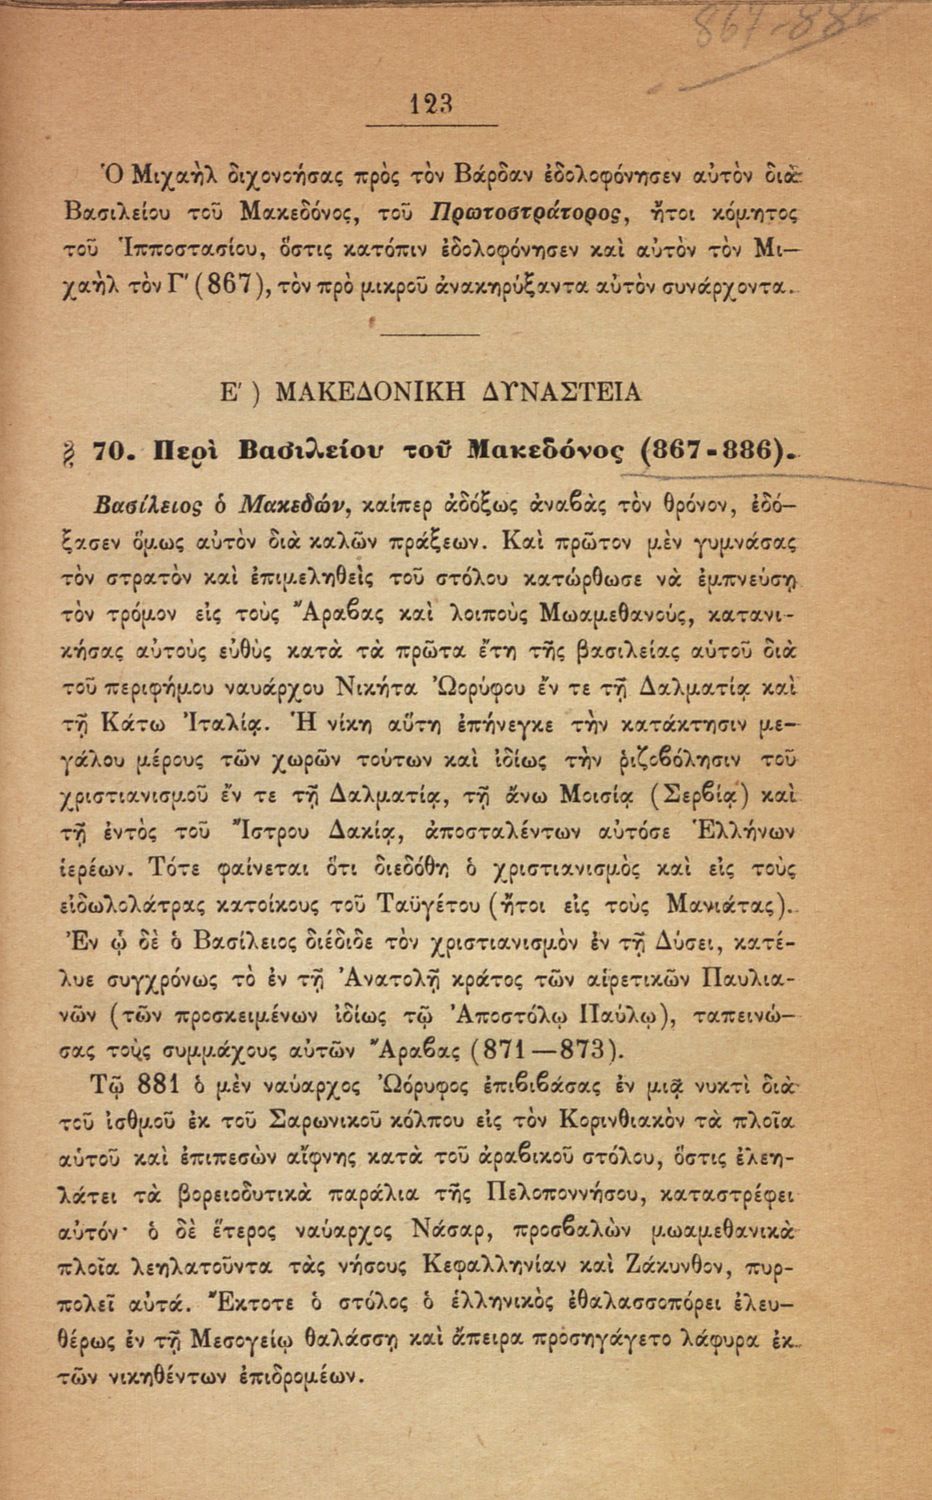 867-886
123
Ὁ Μιχαὴλ διχονοήσας πρὸς τὸν Βάρδαν ἐδολοφόνησεν αὐτὸν διὰ
Βασιλείου τοῦ Μακεδόνος, τοῦ Πρωτοστράτορος, ἤτοι κόμητος
τοῦ Ἱπποστασίου, ὅστις κατόπιν ἐδολοφόνησεν καὶ αὐτὸν τὸν Μι—
χαὴλ τὸν Γ′ (867), τὸν πρὸ μικροῦ ἀνακηρύξαντα αὐτὸν συνάρχοντα.
Ε′) ΜΑΚΕΔΟΝΙΚΗ ΔΥΝΑΣΤΕΙΑ
§ 70. Περὶ Βασιλείου τοῦ Μακεδόνος (867-886).
Βασίλειος ὁ Μακεδών, καίπερ ἀδόξως ἀναβὰς τὸν θρόνον, ἐδό—
ξασεν ὅμως αὐτὸν διὰ καλῶν πράξεων. Καὶ πρῶτον μὲν γυμνάσας
τὸν στρατὸν καὶ ἐπιμεληθεὶς τοῦ στόλου κατώρθωσε νὰ ἐμπνεύσῃ
τὸν τρόμον εἰς τοὺς Ἄραβας καὶ λοιποὺς Μωαμεθανούς, κατανι-
κήσας αὐτοὺς εὐθὺς κατὰ τὰ πρῶτα ἔτη τῆς βασιλείας αὑτοῦ διὰ
τοῦ περιφήμου ναυάρχου Νικήτα Ὠορύφου ἔν τε τῇ Δαλματίᾳ καὶ
τῇ Κάτω Ἰταλίᾳ. Ἡ νίκη αὕτη ἐπήνεγκε τὴν κατάκτησιν με—
γάλου μέρους τῶν χωρῶν τούτων καὶ ἰδίως τὴν ῥιζοβόλησιν τοῦ
χριστιανισμοῦ ἔν τε τῇ Δαλματίᾳ, τῇ ἄνω Μοισίᾳ (Σερβίᾳ) καὶ
τῇ ἐντὸς τοῦ Ἴστρου Δακίᾳ, ἀποσταλέντων αὐτόσε Ἑλλήνων
ἱερέων. Τότε φαίνεται ὅτι διεδόθη ὁ χριστιανισμὸς καὶ εἰς τοὺς
εἰδωλολάτρας κατοίκους τοῦ Ταϋγέτου (ἤτοι εἰς τοὺς Μανιάτας).
Ἐν ᾧ δὲ ὁ Βασίλειος διέδιδε τὸν χριστιανισμὸν ἐν τῇ Δύσει, κατέ-
λυε συγχρόνως τὸ ἐν τῇ Ἀνατολῇ κράτος τῶν αἱρετικῶν Παυλια-
νῶν (τῶν προσκειμένων ἰδίως τῷ Ἀποστόλῳ Παύλῳ), ταπεινώ—
σας τοὺς συμμάχους αὐτῶν Ἄραβας (871—873).
Τῷ 881 ὁ μὲν ναύαρχος Ὠόρυφος ἐπιβιβάσας ἐν μιᾷ νυκτὶ διὰ
τοῦ ἰσθμοῦ ἐκ τοῦ Σαρωνικοῦ κόλπου εἰς τὸν Κορινθιακὸν τὰ πλοῖα
αὑτοῦ καὶ ἐπιπεσὼν αἴφνης κατὰ τοῦ ἀραβικοῦ στόλου, ὅστις ἐλεη-
λάτει τὰ βορειοδυτικὰ παράλια τῆς Πελοποννήσου, καταστρέφει
αὐτόν· ὁ δὲ ἕτερος ναύαρχος Νάσαρ, προσβαλὼν μωαμεθανικὰ
πλοῖα λεηλατοῦντα τὰς νήσους Κεφαλληνίαν καὶ Ζάκυνθον, πυρ-
πολεῖ αὐτά. Ἔκτοτε ὁ στόλος ὁ ἑλληνικὸς ἐθαλασσοπόρει ἐλευ—
θέρως ἐν τῇ Μεσογείῳ θαλάσσῃ καὶ ἄπειρα προσηγάγετο λάφυρα ἐκ
τῶν νικηθέντων ἐπιδρομέων.